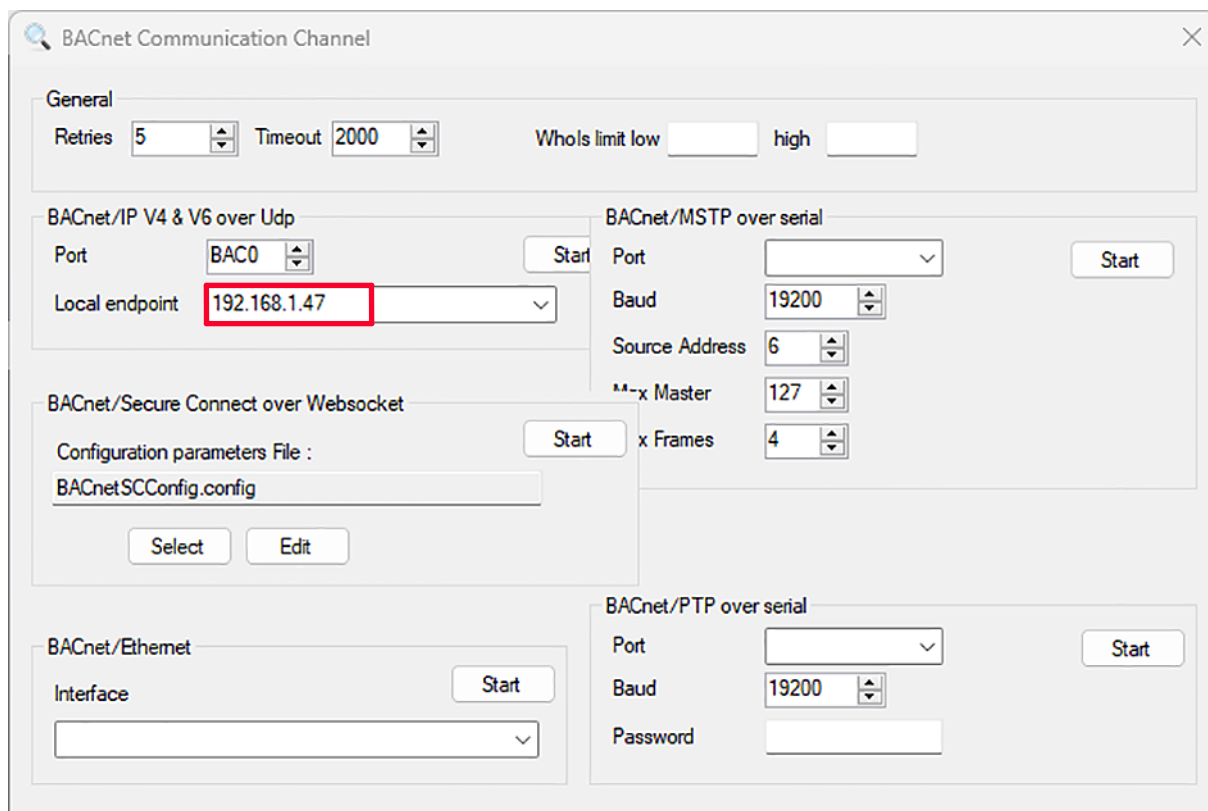 BACnet Communication Channel
General
Retries 5 Timeout 2000 WhoIs limit low high
BACnet/IP V4 & V6 over Udp
Port BAC0 Start
Local endpoint 192.168.1.47
BACnet/MSTP over serial
Port Start
Baud 19200
Source Address 6
Master 127
x Frames 4
BACnet/Secure Connect over Websocket
Start
Configuration parameters File :
BACnetSCConfig.config
Select Edit
BACnet/Ethernet
Interface Start
BACnet/PTP over serial
Port Start
Baud 19200
Password